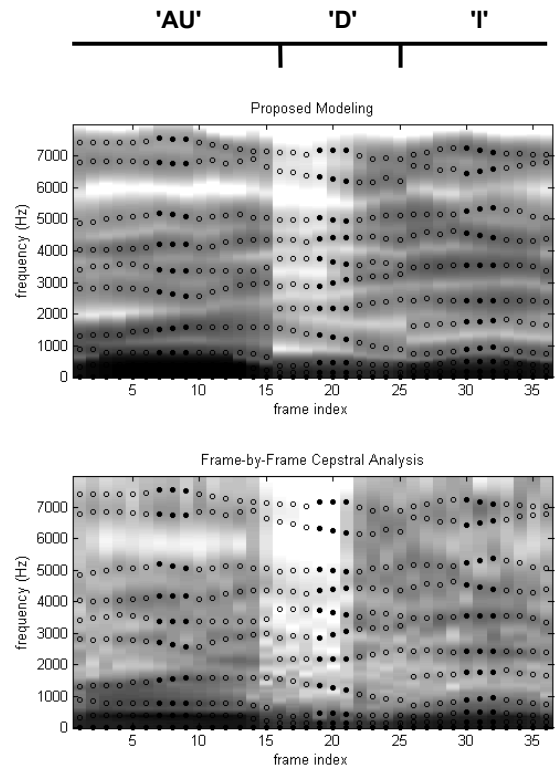 'AU' 'D' 'I'
Proposed Modeling
7000
6000
5000
4000
3000
2000
1000
0
frequency (Hz)
5 10 15 20 25 30 35
frame index
Frame-by-Frame Cepstral Analysis
7000
6000
5000
4000
3000
2000
1000
0
frequency (Hz)
5 10 15 20 25 30 35
frame index